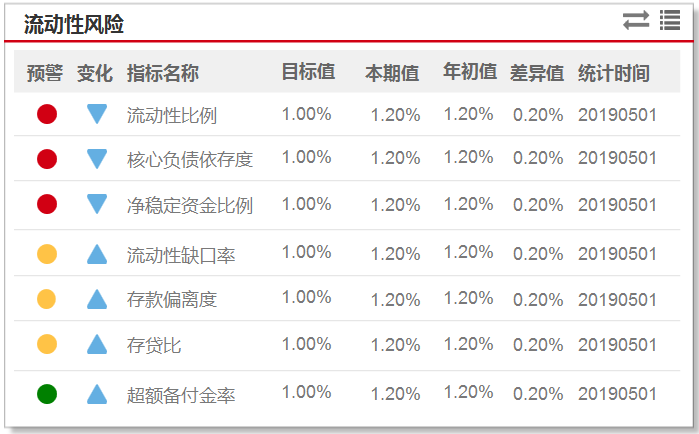 流动性风险
预警 变化 指标名称 目标值 本期值 年初值 差异值 统计时间
流动性比例 1.00% 1.20% 1.20% 0.20% 20190501
核心负债依存度 1.00% 1.20% 1.20% 0.20% 20190501
净稳定资金比例 1.00% 1.20% 1.20% 0.20% 20190501
流动性缺口率 1.00% 1.20% 1.20% 0.20% 20190501
存款偏离度 1.00% 1.20% 1.20% 0.20% 20190501
存贷比 1.00% 1.20% 1.20% 0.20% 20190501
超额备付金率 1.00% 1.20% 1.20% 0.20% 20190501